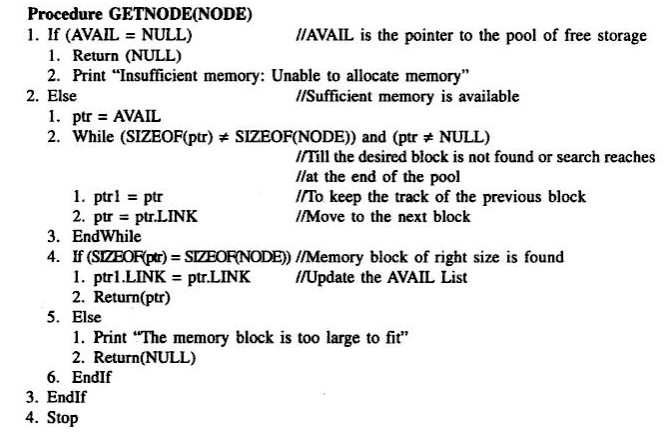 Procedure GETNODE(NODE)
1. If (AVAIL = NULL) //AVAIL is the pointer to the pool of free storage
1. Return (NULL)
2. Print “Insufficient memory: Unable to allocate memory”
2. Else //Sufficient memory is available
1. ptr = AVAIL
2. While (SIZEOF(ptr) ≠ SIZEOF(NODE)) and (ptr ≠ NULL)
//Till the desired block is not found or search reaches
//at the end of the pool
1. ptr1 = ptr //To keep the track of the previous block
2. ptr = ptr.LINK //Move to the next block
3. EndWhile
4. If (SIZEOF(ptr) = SIZEOF(NODE)) //Memory block of right size is found
1. ptr1.LINK = ptr.LINK //Update the AVAIL List
2. Return(ptr)
5. Else
1. Print “The memory block is too large to fit”
2. Return(NULL)
6. EndIf
3. EndIf
4. Stop